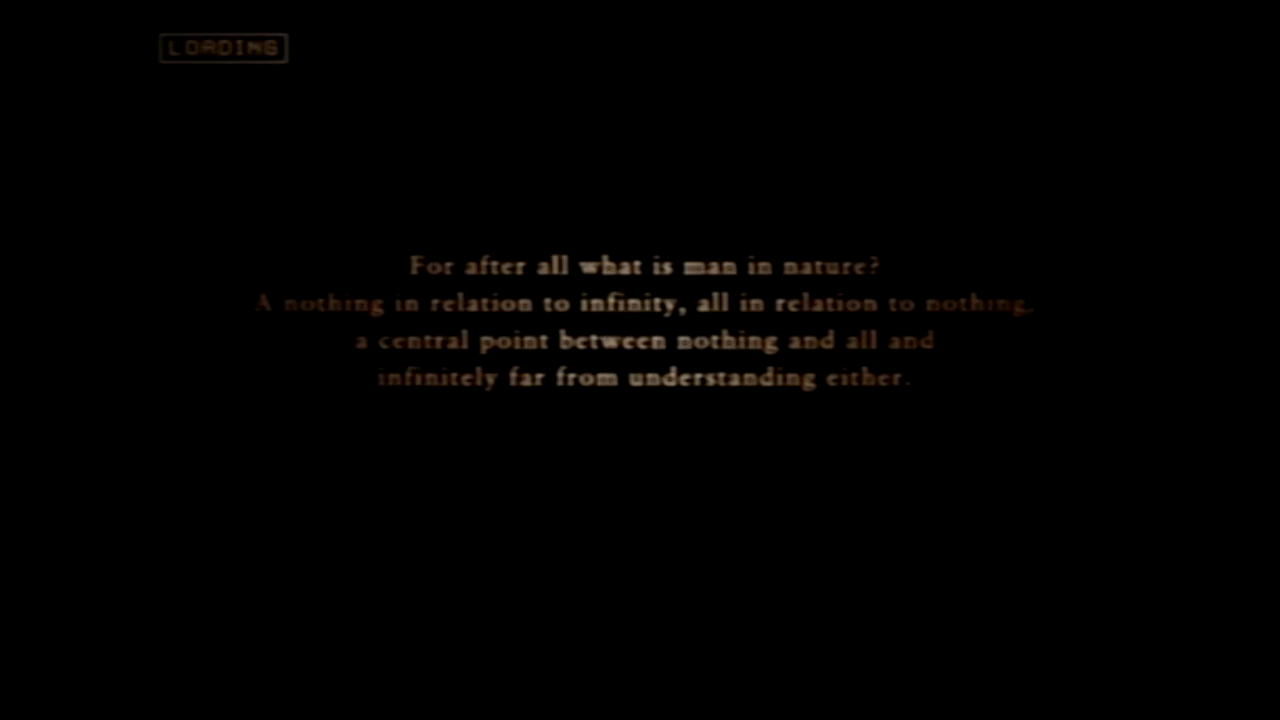 LOADING
For after all what is man in nature?
A nothing in relation to infinity, all in relation to nothing,
a central point between nothing and all and
infinitely far from understanding either.